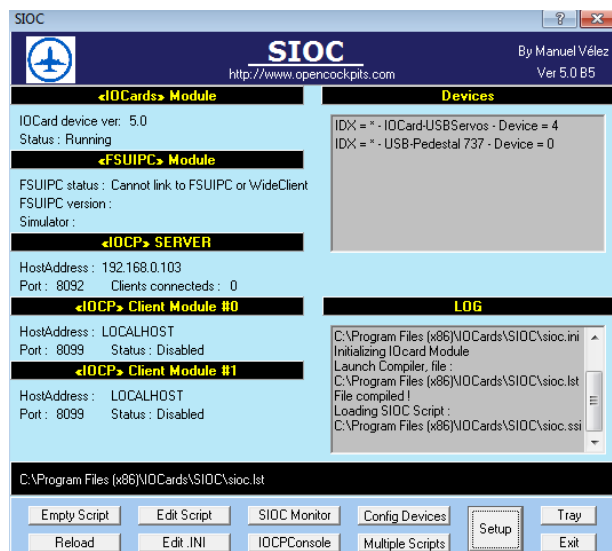 SIOC
SIOC
http://www.opencockpits.com
By Manuel Vélez
Ver 5.0 B5
«IOCards» Module
IOCard device ver: 5.0
Status : Running
«FSUIPC» Module
FSUIPC status : Cannot link to FSUIPC or WideClient
FSUIPC version :
Simulator :
«IOCP» SERVER
HostAddress : 192.168.0.103
Port : 8092 Clients connecteds : 0
«IOCP» Client Module #0
HostAddress : LOCALHOST
Port : 8099 Status : Disabled
«IOCP» Client Module #1
HostAddress : LOCALHOST
Port : 8099 Status : Disabled
Devices
IDX = * - IOCard-USBServos - Device = 4
IDX = * - USB-Pedestal 737 - Device = 0
LOG
C:\Program Files (x86)\IOCards\SIOC\sioc.ini
Initializing IOcard Module
Launch Compiler, file :
C:\Program Files (x86)\IOCards\SIOC\sioc.lst
File compiled !
Loading SIOC Script :
C:\Program Files (x86)\IOCards\SIOC\sioc.ssi
C:\Program Files (x86)\IOCards\SIOC\sioc.lst
Empty Script Edit Script SIOC Monitor Config Devices Setup Tray
Reload Edit .INI IOCPConsole Multiple Scripts Exit